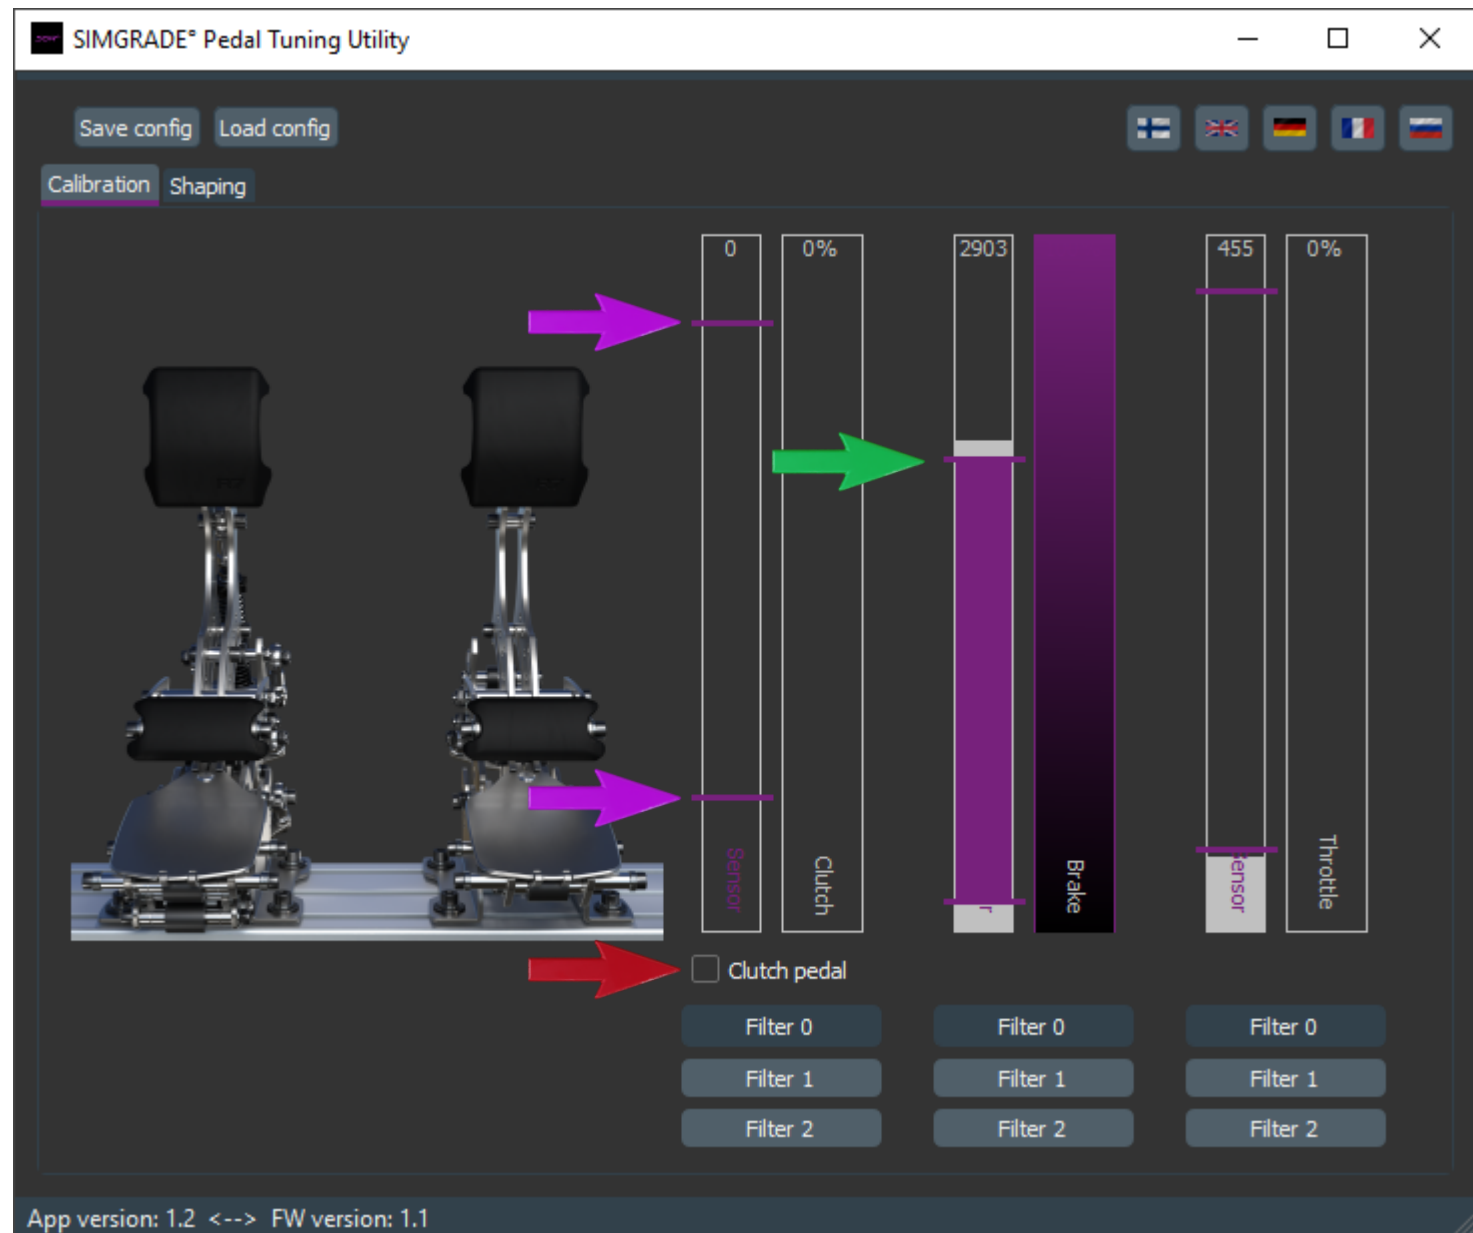 SIMGRADE° Pedal Tuning Utility
Save config Load config
Calibration Shaping
0 0% 2903 455 0%
Sensor Clutch Brake Sensor Throttle
Clutch pedal
Filter 0 Filter 0 Filter 0
Filter 1 Filter 1 Filter 1
Filter 2 Filter 2 Filter 2
App version: 1.2 <--> FW version: 1.1